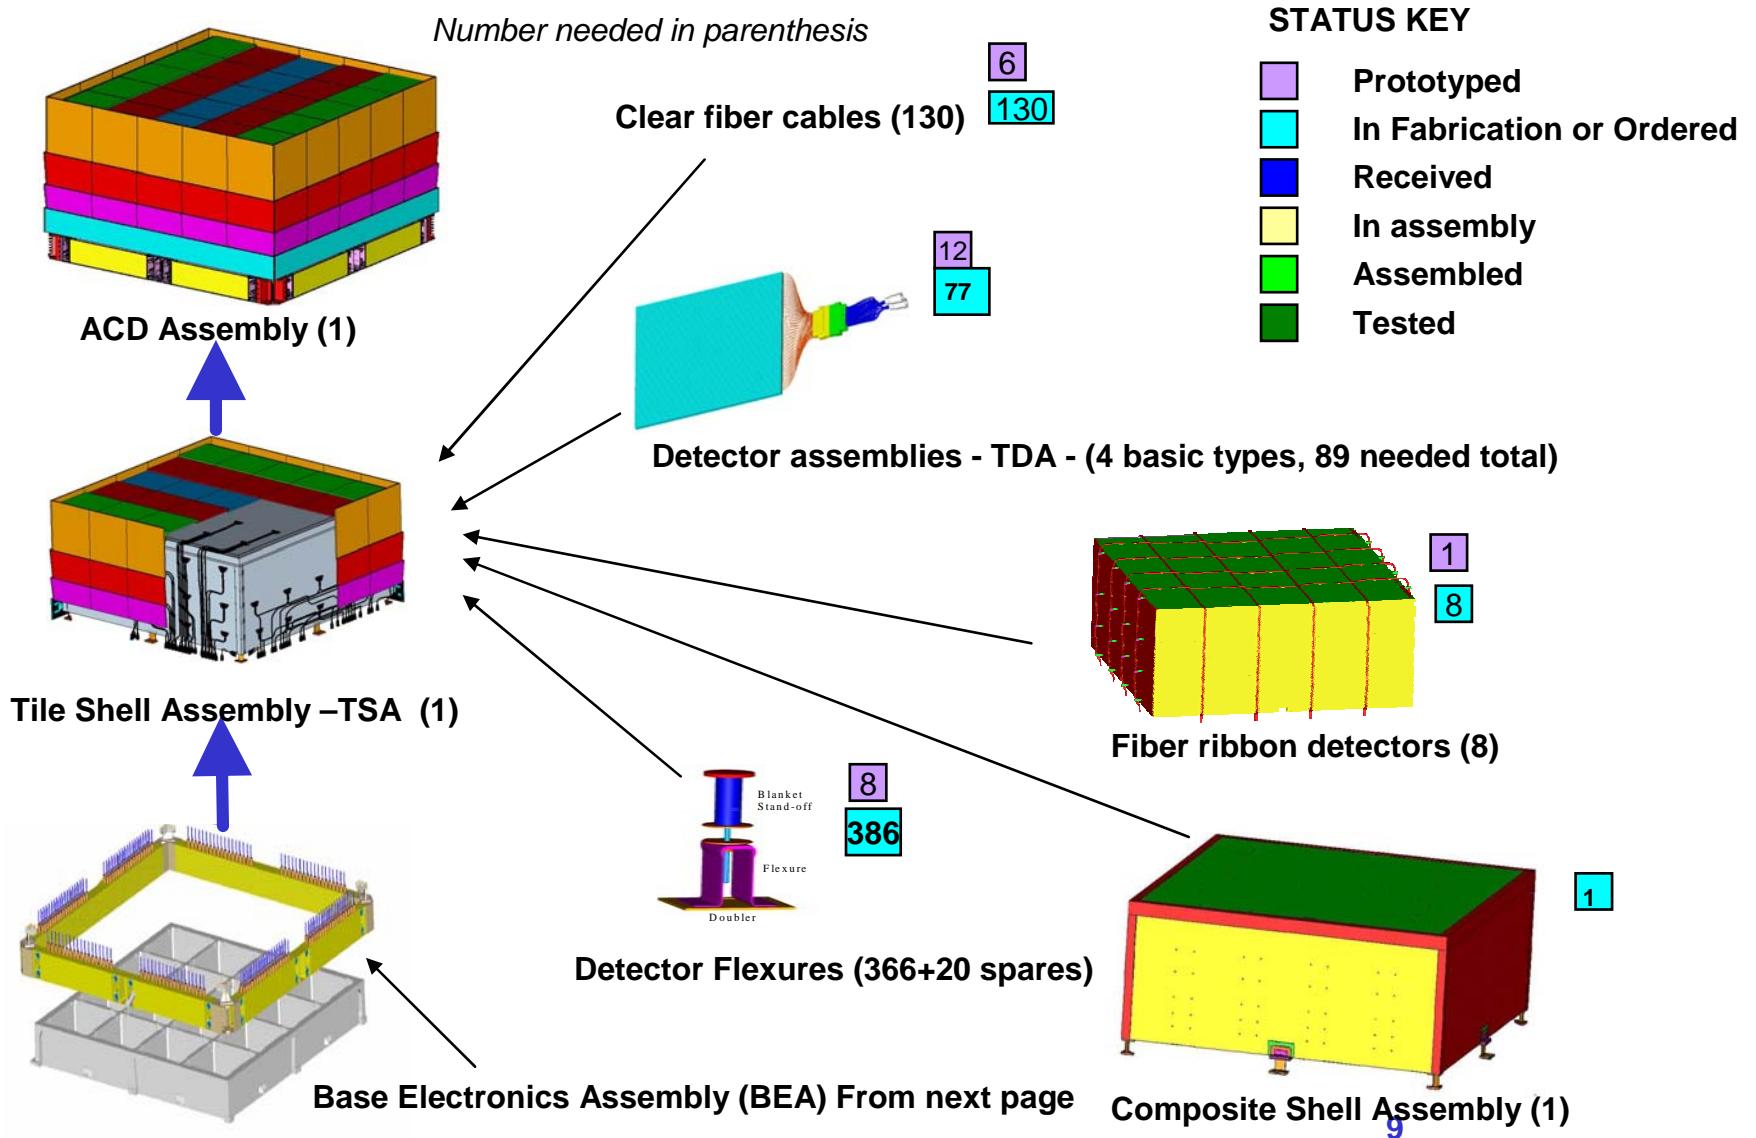 Number needed in parenthesis
STATUS KEY
Prototyped
In Fabrication or Ordered
Received
In assembly
Assembled
Tested
6
Clear fiber cables (130)
130
ACD Assembly (1)
12
77
Detector assemblies - TDA - (4 basic types, 89 needed total)
1
8
Fiber ribbon detectors (8)
Tile Shell Assembly –TSA (1)
8
386
Blanket
Stand-off
Flexure
Doubler
Detector Flexures (366+20 spares)
1
Base Electronics Assembly (BEA) From next page
Composite Shell Assembly (1)
9